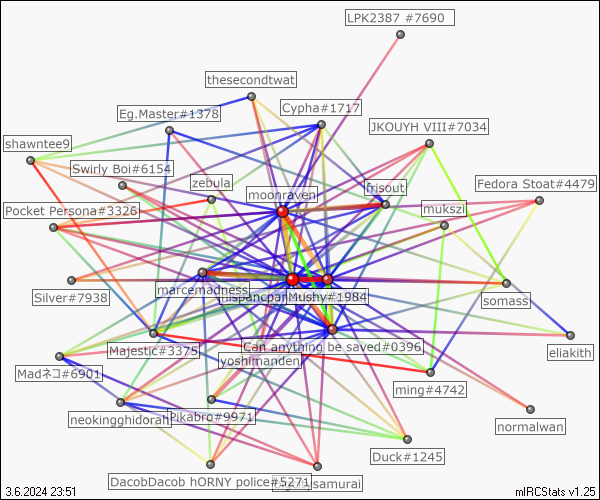 LPK2387 #7690
thesecondtwat
Cypha#1717
Eg.Master#1378
JKOUYH VIII#7034
shawntee9
Swirly Boi#6154
zebula
moonraven
frisout
Fedora Stoat#4479
Pocket Persona#3326
mukszi
marcemadness
Mushy#1984
Silver#7938
somass
Majestic#3375
Can anything be saved#0396
eliakith
yoshimanden
Madネコ#6901
ming#4742
neokingghidorah
Pikabro#9971
normalwan
Duck#1245
DacobDacob hORNY police#5271
samurai
3.6.2024 23:51
mIRCStats v1.25